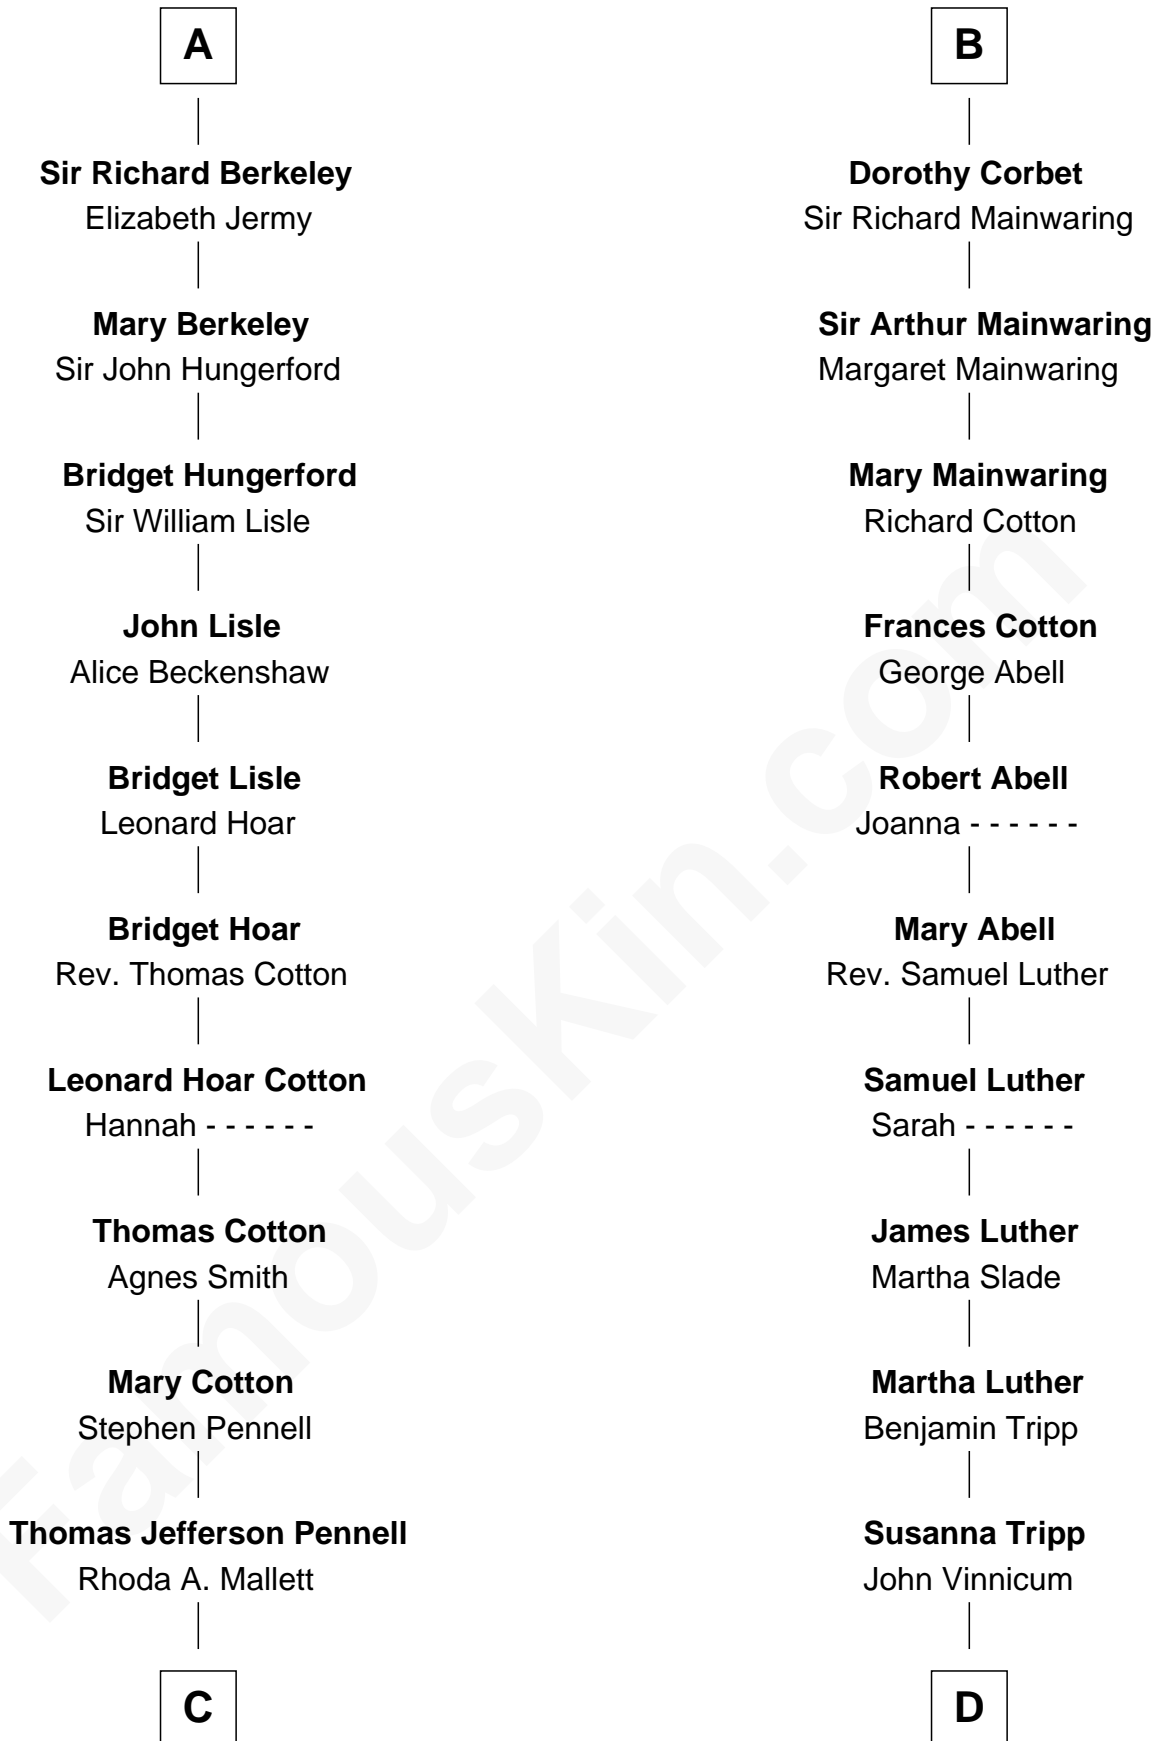 A
Sir Richard Berkeley
Elizabeth Jermy
Mary Berkeley
Sir John Hungerford
Bridget Hungerford
Sir William Lisle
John Lisle
Alice Beckenshaw
Bridget Lisle
Leonard Hoar
Bridget Hoar
Rev. Thomas Cotton
Leonard Hoar Cotton
Hannah - - - - - -
Thomas Cotton
Agnes Smith
Mary Cotton
Stephen Pennell
Thomas Jefferson Pennell
Rhoda A. Mallett
C
B
Dorothy Corbet
Sir Richard Mainwaring
Sir Arthur Mainwaring
Margaret Mainwaring
Mary Mainwaring
Richard Cotton
Frances Cotton
George Abell
Robert Abell
Joanna - - - - - -
Mary Abell
Rev. Samuel Luther
Samuel Luther
Sarah - - - - - -
James Luther
Martha Slade
Martha Luther
Benjamin Tripp
Susanna Tripp
John Vinnicum
D
FamousKin.com